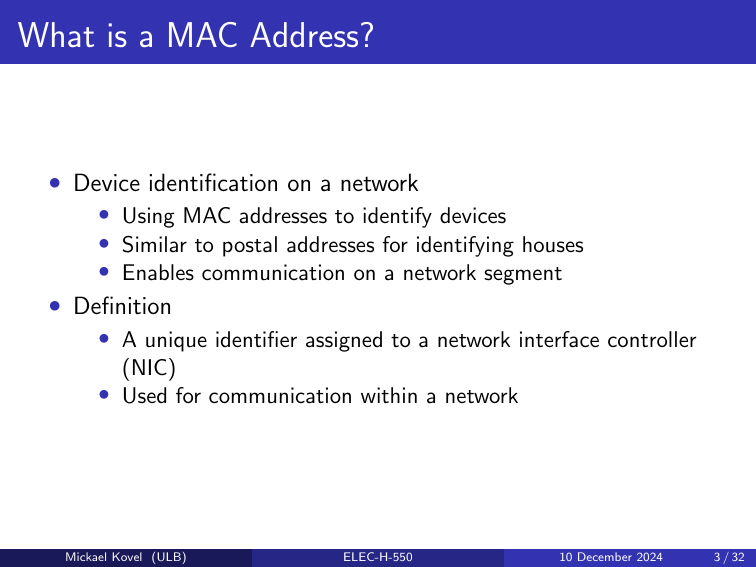 What is a MAC Address?
• Device identification on a network
• Using MAC addresses to identify devices
• Similar to postal addresses for identifying houses
• Enables communication on a network segment
• Definition
• A unique identifier assigned to a network interface controller
(NIC)
• Used for communication within a network
Mickael Kovel (ULB) ELEC-H-550 10 December 2024 3 / 32